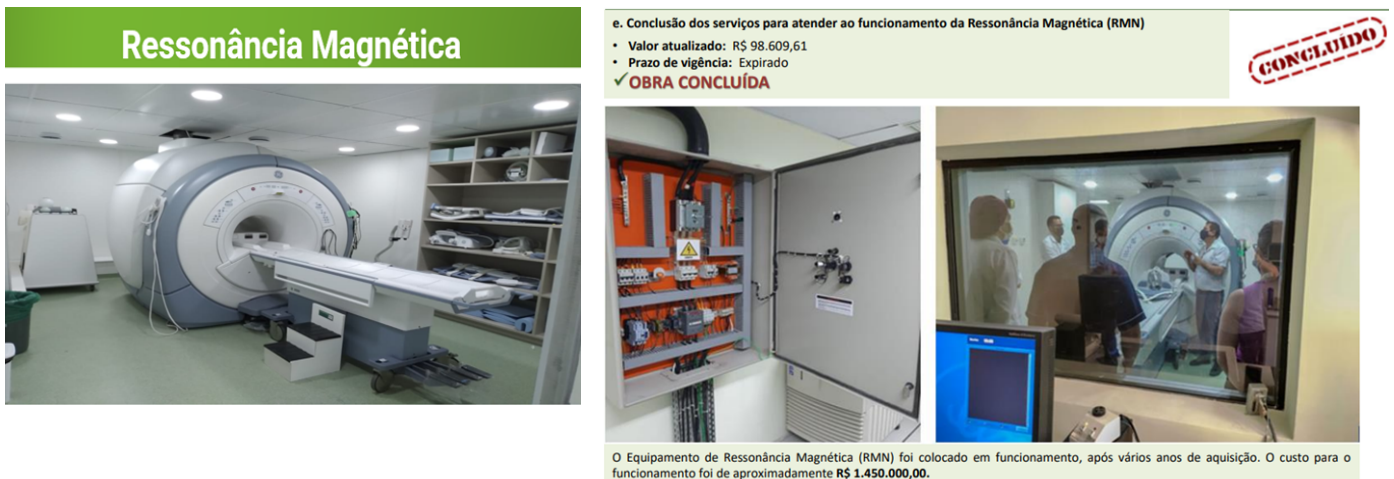 Ressonância Magnética
e. Conclusão dos serviços para atender ao funcionamento da Ressonância Magnética (RMN)
• Valor atualizado: R$ 98.609,61
• Prazo de vigência: Expirado
✓OBRA CONCLUÍDA
CONCLUÍDO
O Equipamento de Ressonância Magnética (RMN) foi colocado em funcionamento, após vários anos de aquisição. O custo para o
funcionamento foi de aproximadamente R$ 1.450.000,00.